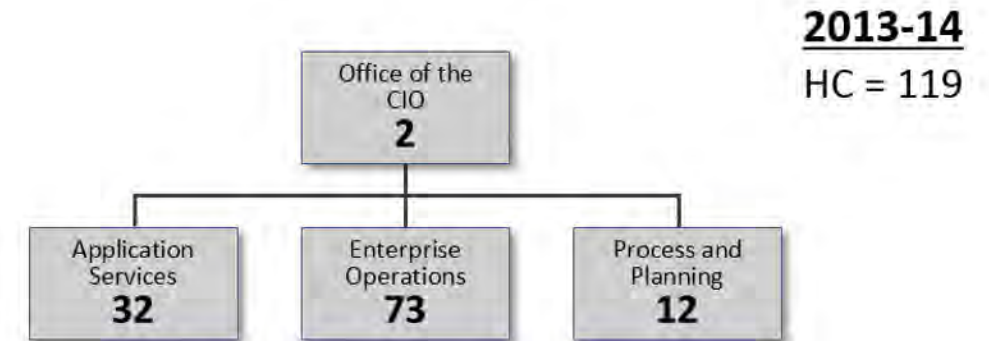 2013-14
HC = 119
Office of the
CIO
2
Application
Services
32
Enterprise
Operations
73
Process and
Planning
12